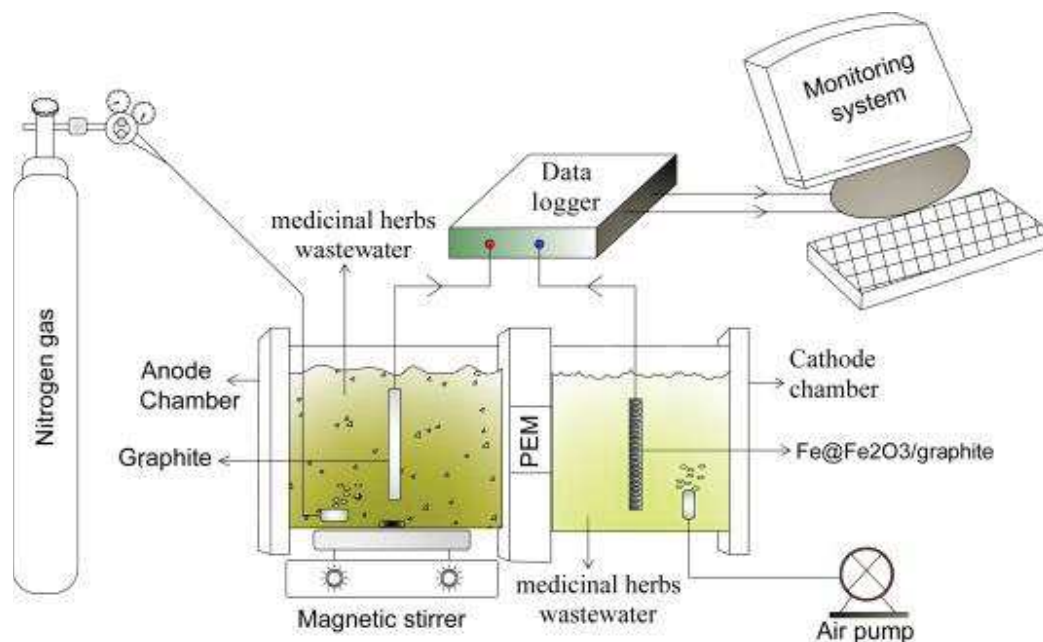 Monitoring
system
Data
logger
medicinal herbs
wastewater
Nitrogen gas
Anode
Chamber
Cathode
chamber
Graphite
PEM
Fe@Fe2O3/graphite
medicinal herbs
wastewater
Magnetic stirrer
Air pump